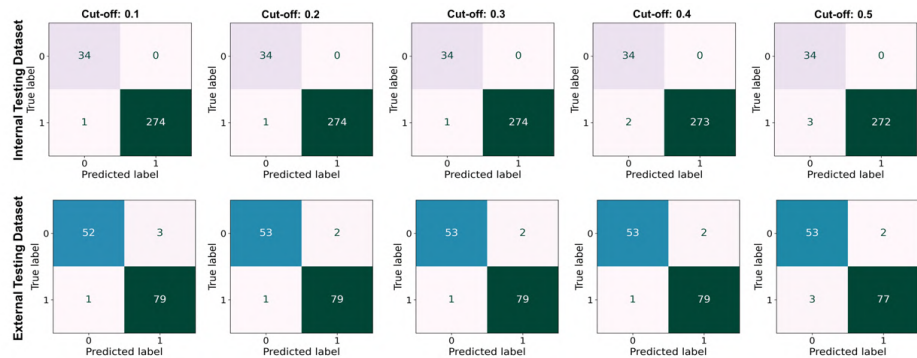 Cut-off: 0.1 Cut-off: 0.2 Cut-off: 0.3 Cut-off: 0.4 Cut-off: 0.5
Internal Testing Dataset
True label True label True label True label True label
0 34 0 0 34 0 0 34 0 0 34 0 0 34 0
1 1 274 1 1 274 1 1 274 1 2 273 1 3 272
0 1 0 1 0 1 0 1 0 1
Predicted label Predicted label Predicted label Predicted label Predicted label
External Testing Dataset
True label True label True label True label True label
0 52 3 0 53 2 0 53 2 0 53 2 0 53 2
1 1 79 1 1 79 1 1 79 1 1 79 1 3 77
0 1 0 1 0 1 0 1 0 1
Predicted label Predicted label Predicted label Predicted label Predicted label